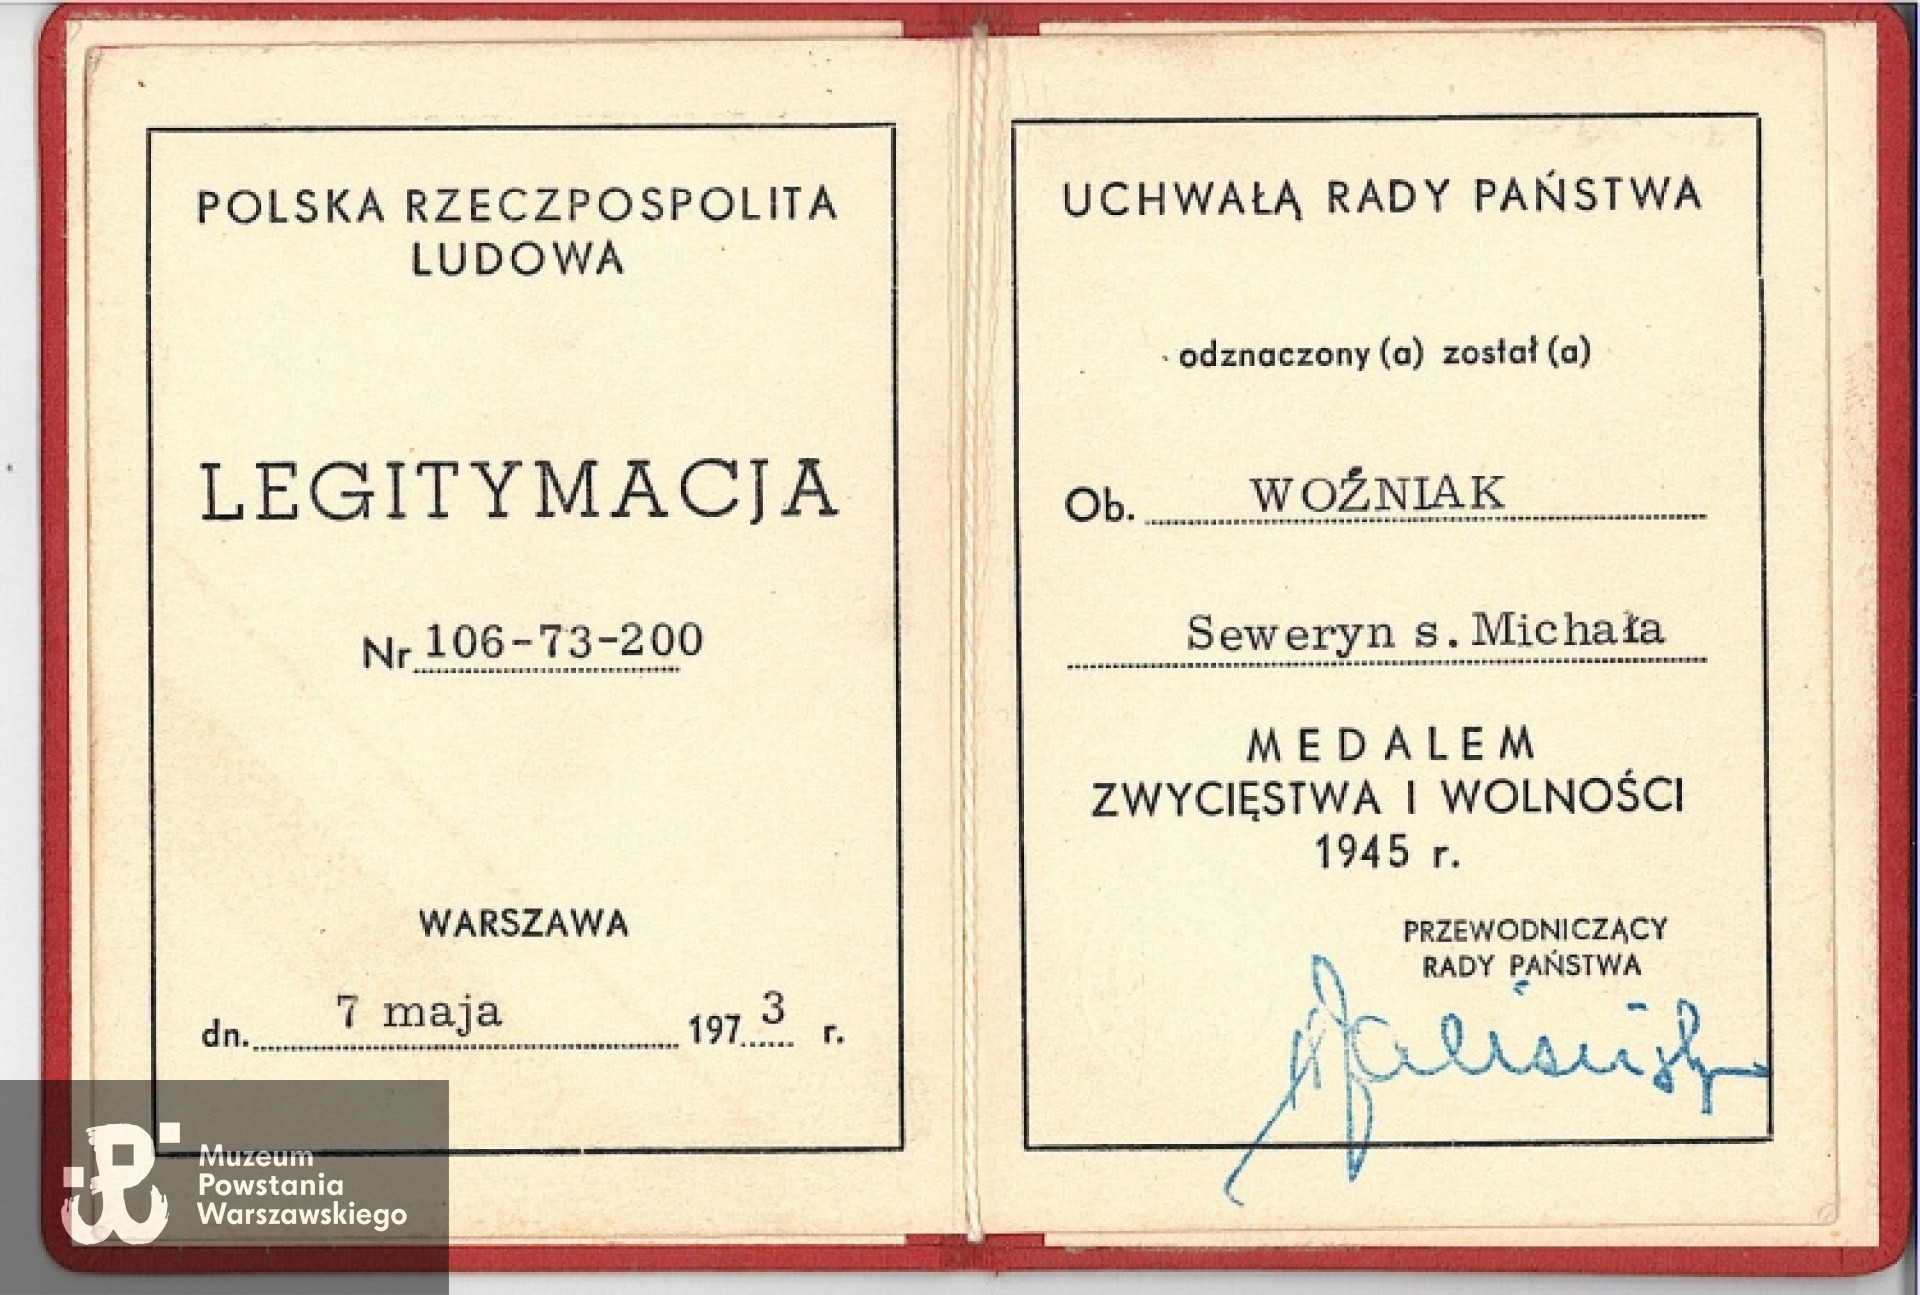 POLSKA RZECZPOSPOLITA
LUDOWA
LEGITYMACJA
Nr 106-73-200
WARSZAWA
dn. 7 maja 1973 r.
UCHWAŁĄ RADY PAŃSTWA
odznaczony (a) został (a)
Ob. WOŹNIAK
Seweryn s. Michała
MEDALEM
ZWYCIĘSTWA I WOLNOŚCI
1945 r.
PRZEWODNICZĄCY
RADY PAŃSTWA
Muzeum
Powstania
Warszawskiego